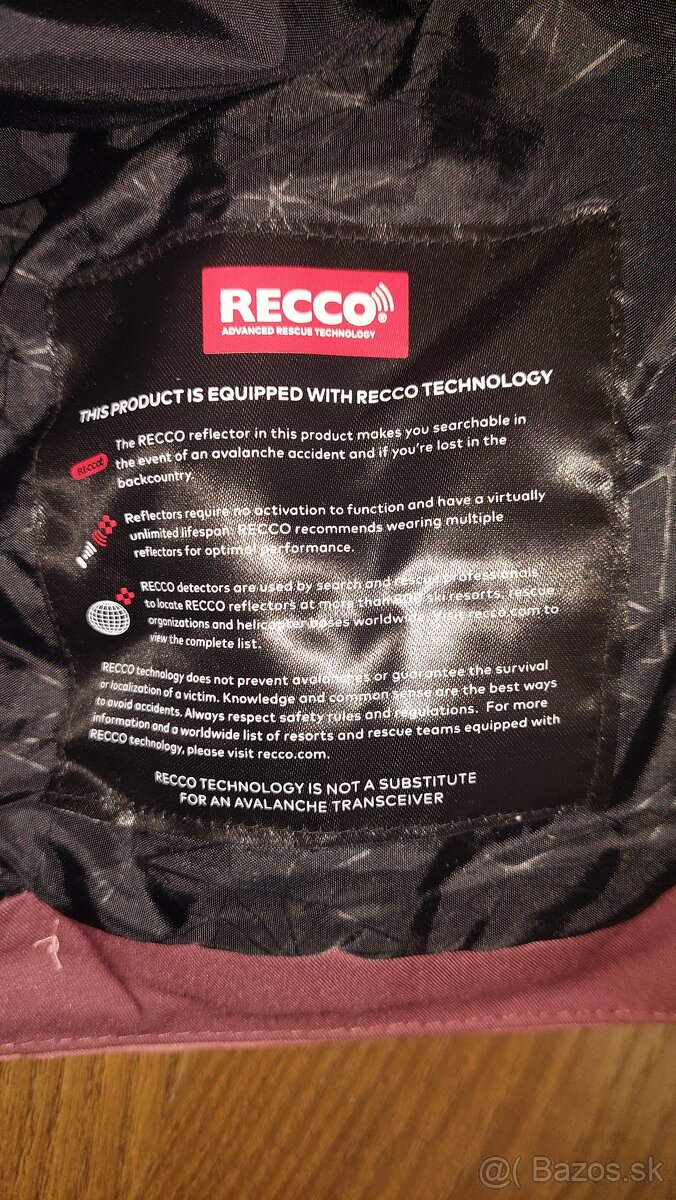 RECCO®
ADVANCED RESCUE TECHNOLOGY
THIS PRODUCT IS EQUIPPED WITH RECCO TECHNOLOGY
The RECCO reflector in this product makes you searchable in
RECCO
the event of an avalanche accident and if you're lost in the
backcountry.
Reflectors require no activation to function and have a virtually
unlimited lifespan. RECCO recommends wearing multiple
reflectors for optimal performance.
RECCO detectors are used by search and rescue professionals
to locate RECCO reflectors at more than ski resorts, rescue
organizations and helicopter bases worldwide. Visit recco.com to
view the complete list.
RECCO technology does not prevent avalanches or guarantee the survival
or localization of a victim. Knowledge and common sense are the best ways
to avoid accidents. Always respect safety rules and regulations. For more
information and a worldwide list of resorts and rescue teams equipped with
RECCO technology, please visit recco.com.
RECCO TECHNOLOGY IS NOT A SUBSTITUTE
FOR AN AVALANCHE TRANSCEIVER
@( Bazos.sk